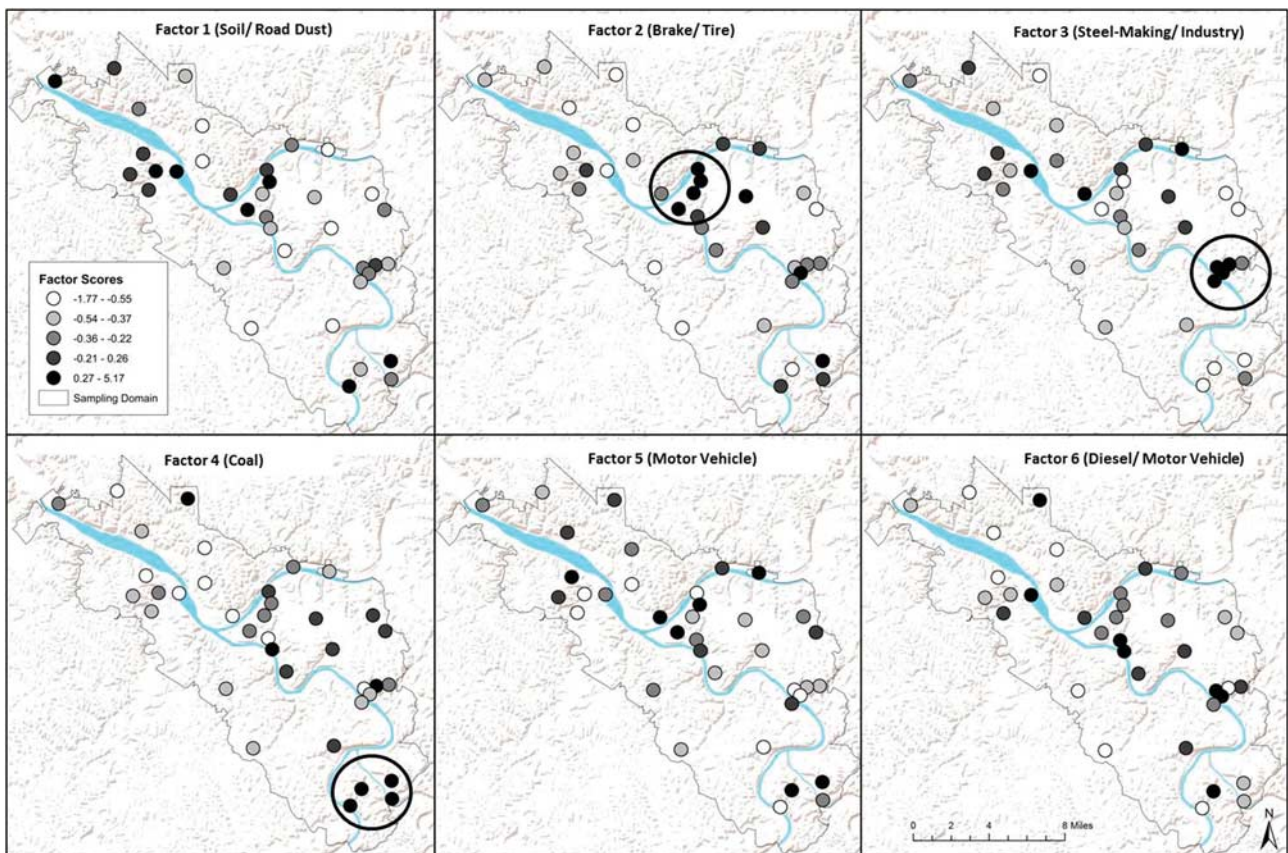 Factor 1 (Soil/ Road Dust)
Factor 2 (Brake/ Tire)
Factor 3 (Steel-Making/ Industry)
Factor Scores
-1.77 - -0.55
-0.54 - -0.37
-0.36 - -0.22
-0.21 - 0.26
0.27 - 5.17
Sampling Domain
Factor 4 (Coal)
Factor 5 (Motor Vehicle)
Factor 6 (Diesel/ Motor Vehicle)
N
0 2 4 8 Miles